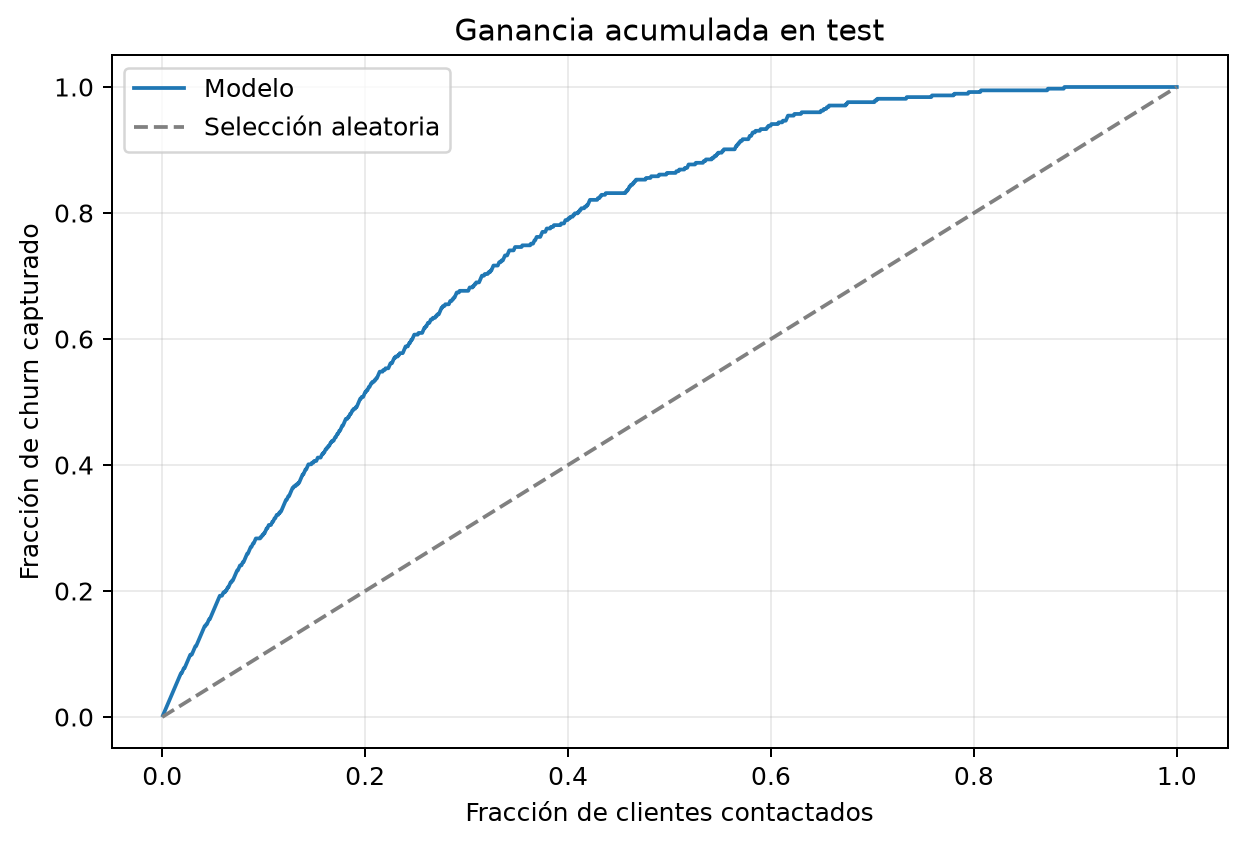 Ganancia acumulada en test
Modelo
Selección aleatoria
Fracción de churn capturado
1.0
0.8
0.6
0.4
0.2
0.0
0.0 0.2 0.4 0.6 0.8 1.0
Fracción de clientes contactados